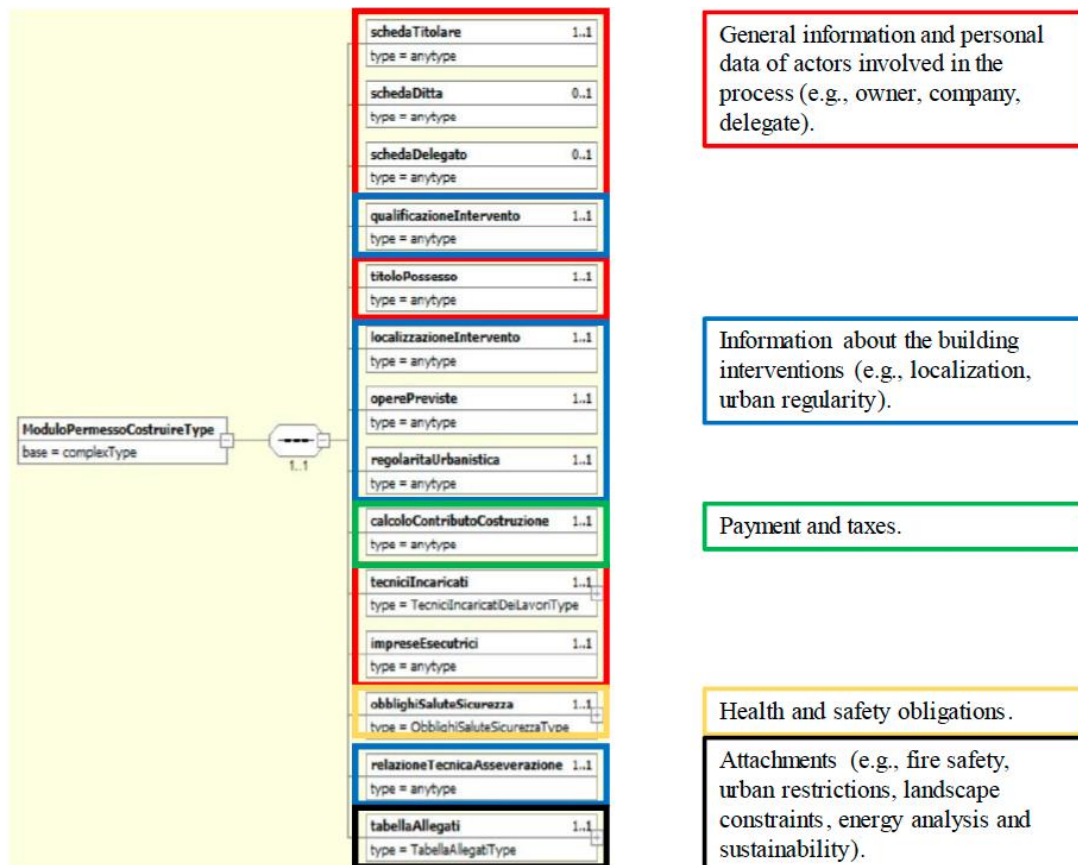 schedaTitolare 1..1
type = anytype
schedaDitta 0..1
type = anytype
schedaDelegato 0..1
type = anytype
qualificazioneIntervento 1..1
type = anytype
titoloPossesso 1..1
type = anytype
localizzazioneIntervento 1..1
type = anytype
operePreviste 1..1
type = anytype
regolaritaUrbanistica 1..1
type = anytype
calcoloContributoCostruzione 1..1
type = anytype
tecniciIncaricati 1..1
type = TecniciIncaricatiDeiLavoriType
impreseEsecutrici 1..1
type = anytype
obblighiSaluteSicurezza 1..1
type = ObblighiSaluteSicurezzaType
relazioneTecnicaAsseverazione 1..1
type = anytype
tabellaAllegati 1..1
type = TabellaAllegatiType
ModuloPermessoCostruireType
base = complexType
1..1
General information and personal
data of actors involved in the
process (e.g., owner, company,
delegate).
Information about the building
interventions (e.g., localization,
urban regularity).
Payment and taxes.
Health and safety obligations.
Attachments (e.g., fire safety,
urban restrictions, landscape
constraints, energy analysis and
sustainability).